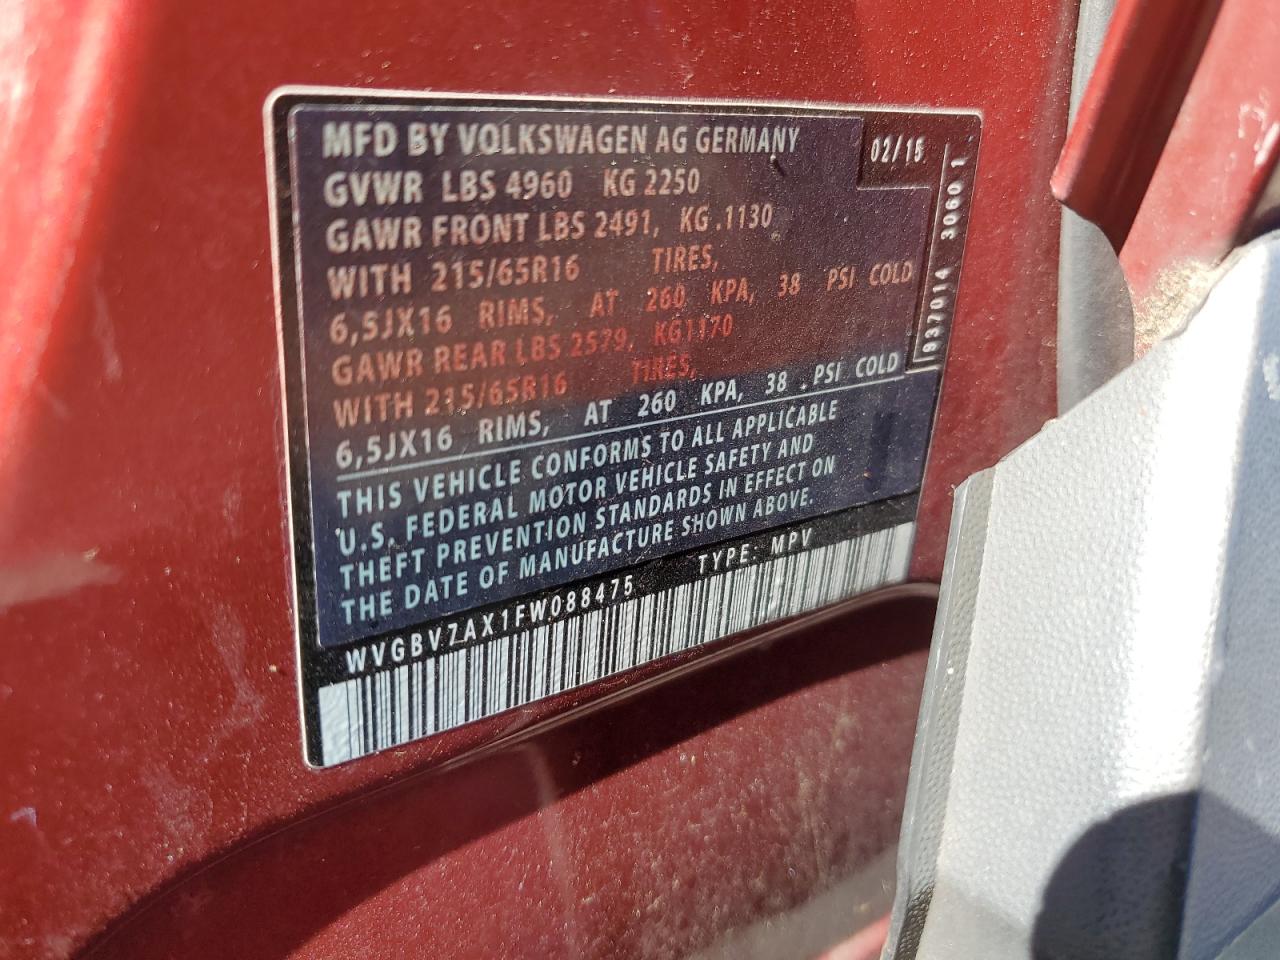 MFD BY VOLKSWAGEN AG GERMANY 02/15
GVWR LBS 4960 KG 2250
GAWR FRONT LBS 2491, KG .1130
WITH 215/65R16 TIRES,
6,5JX16 RIMS, AT 260 KPA, 38 PSI COLD
GAWR REAR LBS 2579, KG1170
WITH 215/65R16 TIRES,
6,5JX16 RIMS, AT 260 KPA, 38 . PSI COLD
THIS VEHICLE CONFORMS TO ALL APPLICABLE
U.S. FEDERAL MOTOR VEHICLE SAFETY AND
THEFT PREVENTION STANDARDS IN EFFECT ON
THE DATE OF MANUFACTURE SHOWN ABOVE.
WVGBV7AX1FW088475 TYPE: MPV
937014 3060 1